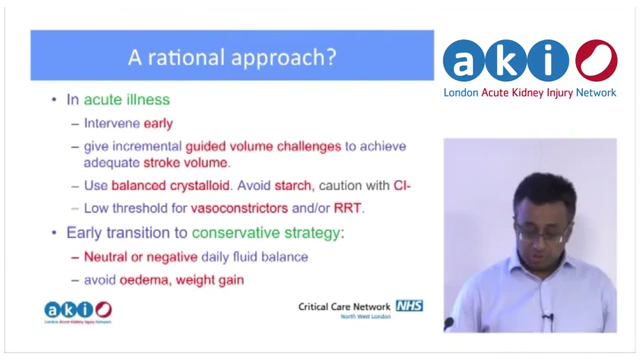 A rational approach?
• In acute illness
– Intervene early
– give incremental guided volume challenges to achieve
adequate stroke volume.
– Use balanced crystalloid. Avoid starch, caution with Cl-
– Low threshold for vasoconstrictors and/or RRT.
• Early transition to conservative strategy:
– Neutral or negative daily fluid balance
– avoid oedema, weight gain
aki
London Acute Kidney Injury Network
Critical Care Network NHS
North West London
aki
London Acute Kidney Injury Network